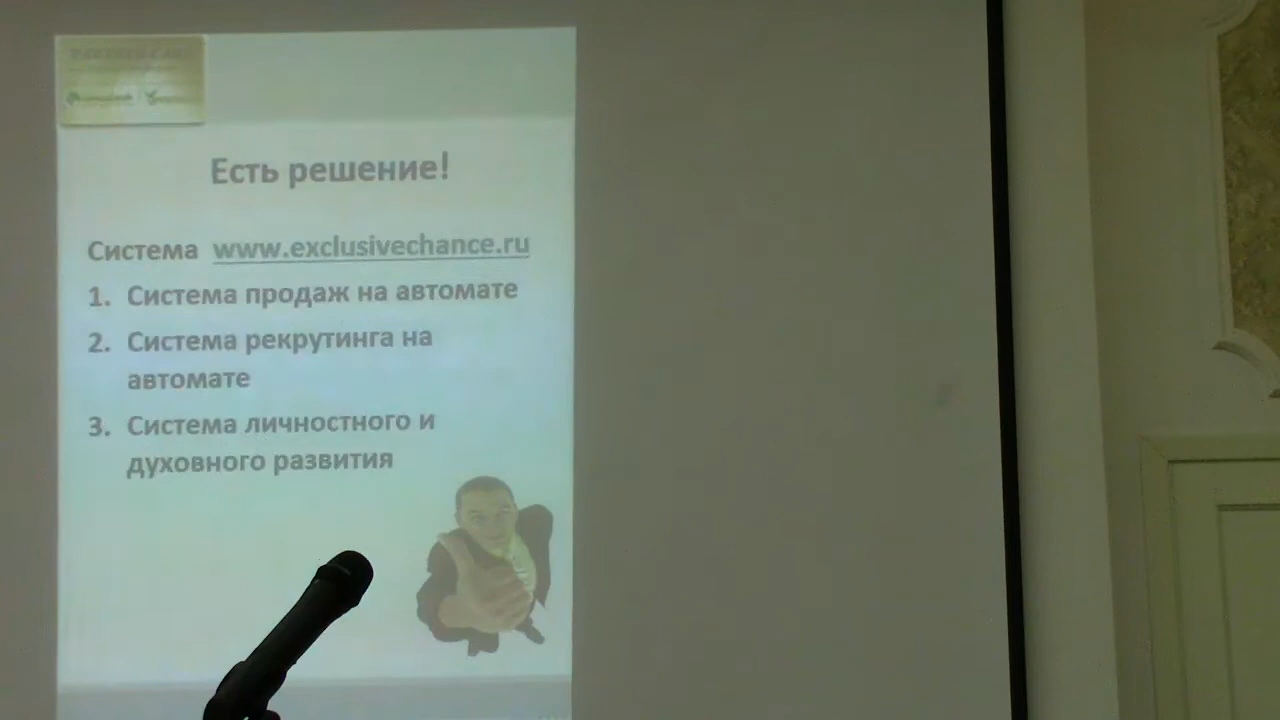 Есть решение!
Система www.exclusivechance.ru
1. Система продаж на автомате
2. Система рекрутинга на
автомате
3. Система личностного и
духовного развития